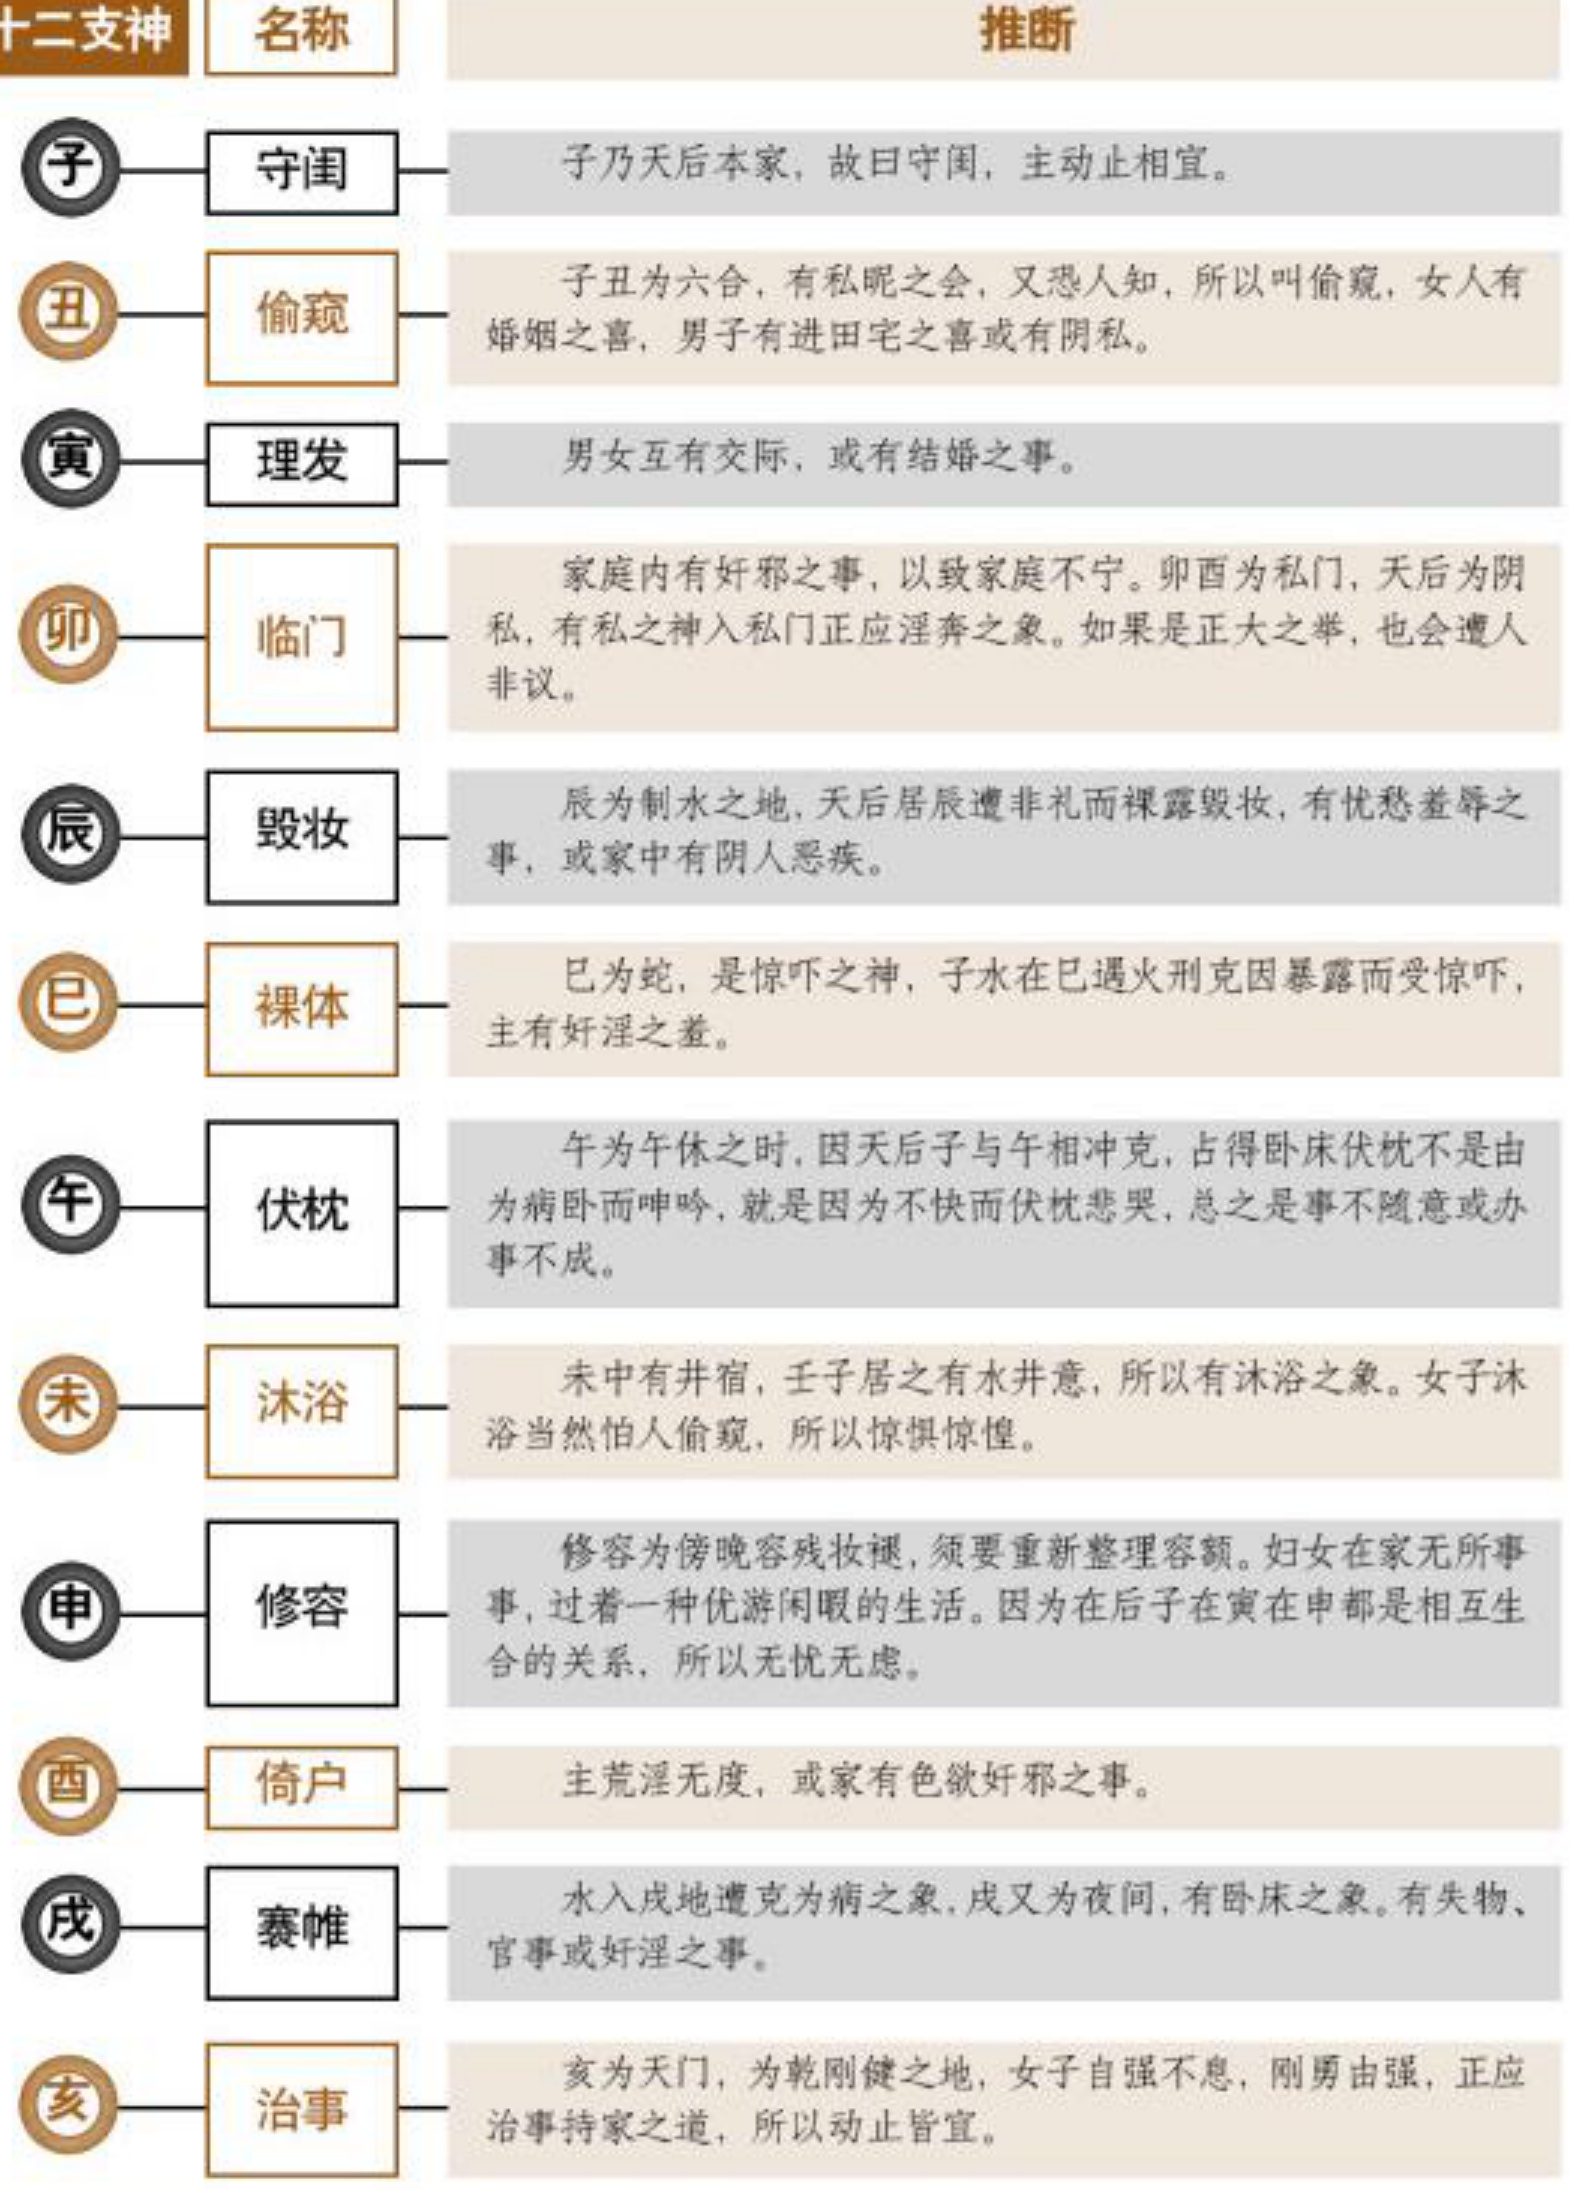 十二支神 名称 推断
子 守闺 子乃天后本家，故曰守闺，主动止相宜。
丑 偷窥 子丑为六合，有私昵之会，又恐人知，所以叫偷窥，女人有
婚姻之喜，男子有进田宅之喜或有阴私。
寅 理发 男女互有交际，或有结婚之事。
家庭内有奸邪之事，以致家庭不宁。卯酉为私门，天后为阴
卯 临门 私，有私之神入私门正应淫奔之象。如果是正大之举，也会遭人
非议。
辰 毁妆 辰为制水之地，天后居辰遭非礼而裸露毁妆，有忧愁羞辱之
事，或家中有阴人恶疾。
巳 裸体 巳为蛇，是惊吓之神，子水在巳遇火刑克因暴露而受惊吓，
主有奸淫之羞。
午为午休之时，因天后子与午相冲克，占得卧床伏枕不是由
午 伏枕 为病卧而呻吟，就是因为不快而伏枕悲哭，总之是事不随意或办
事不成。
未 沐浴 未中有井宿，壬子居之有水井意，所以有沐浴之象。女子沐
浴当然怕人偷窥，所以惊惧惊惶。
修容为傍晚容残妆褪，须要重新整理容额。妇女在家无所事
申 修容 事，过着一种优游闲暇的生活。因为在后子在寅在申都是相互生
合的关系，所以无忧无虑。
酉 倚户 主荒淫无度，或家有色欲奸邪之事。
戌 褰帷 水入戌地遭克为病之象，戌又为夜间，有卧床之象。有失物、
官事或奸淫之事。
亥 治事 亥为天门，为乾刚健之地，女子自强不息，刚勇由强，正应
治事持家之道，所以动止皆宜。